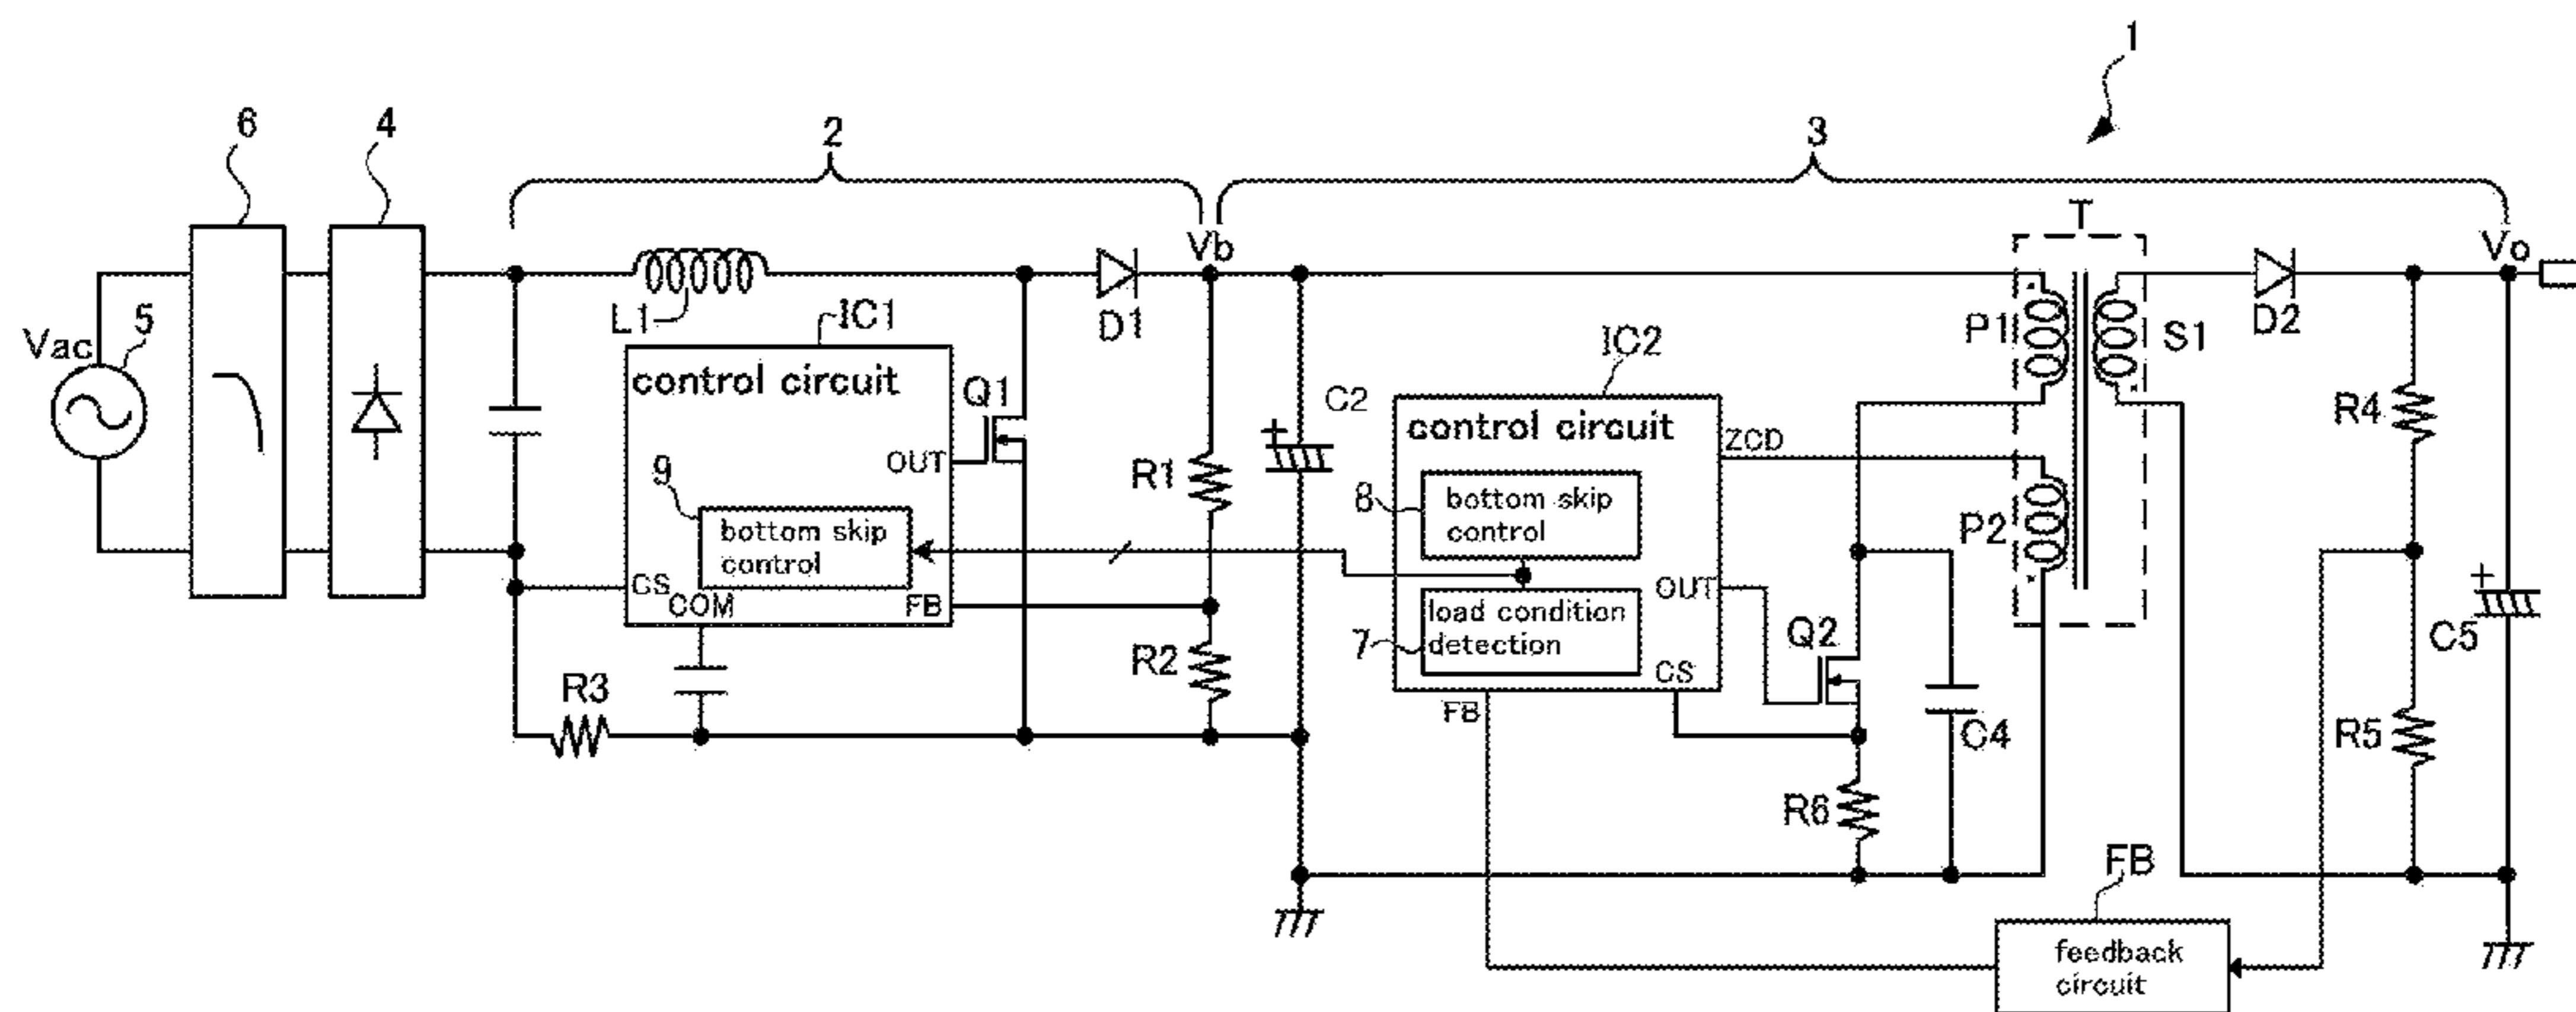 1
6
4
2
3
T
Vb
Vo
Vac
5
L1
IC1
D1
P1
S1
D2
IC2
control circuit
Q1
C2
R4
control circuit
ZCD
OUT
R1
9
8
bottom skip
control
P2
bottom skip
control
CS
COM
FB
OUT
load condition
detection
7
Q2
C5
R2
CS
R3
FB
C4
R5
R6
FB
feedback
circuit